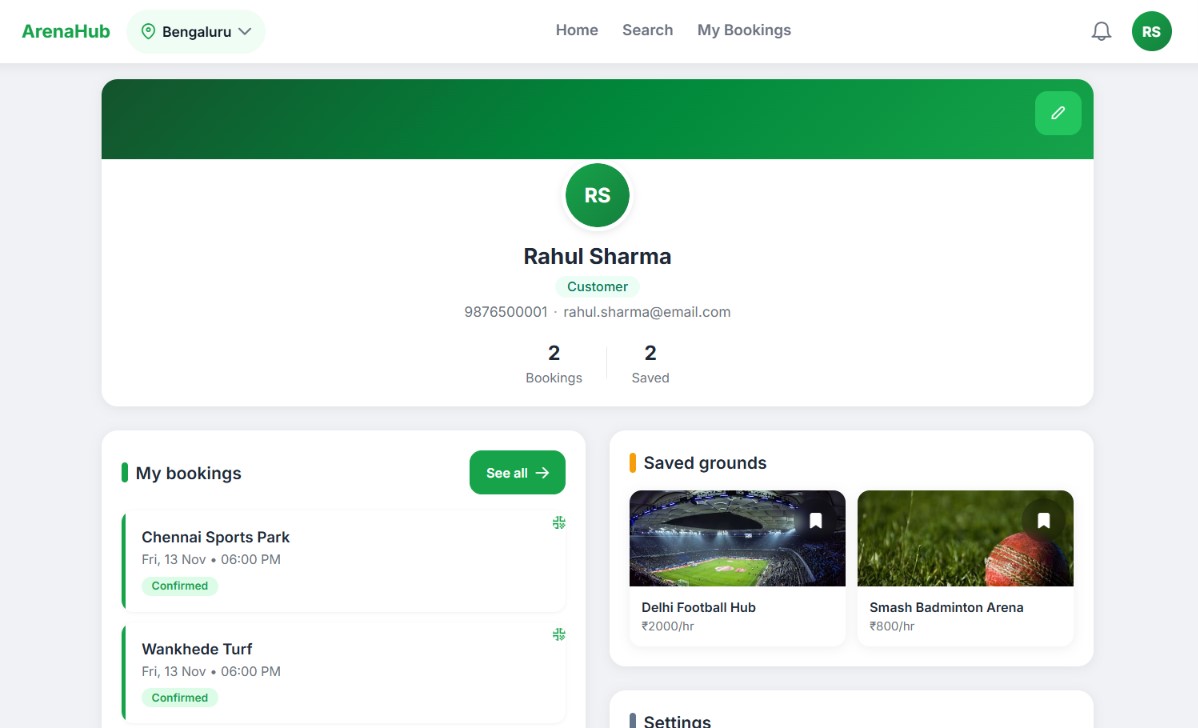 ArenaHub
Bengaluru
Home Search My Bookings
RS
RS
Rahul Sharma
Customer
9876500001 · rahul.sharma@email.com
2
Bookings
2
Saved
My bookings
See all →
Chennai Sports Park
Fri, 13 Nov • 06:00 PM
Confirmed
Wankhede Turf
Fri, 13 Nov • 06:00 PM
Confirmed
Saved grounds
Delhi Football Hub
₹2000/hr
Smash Badminton Arena
₹800/hr
Settings